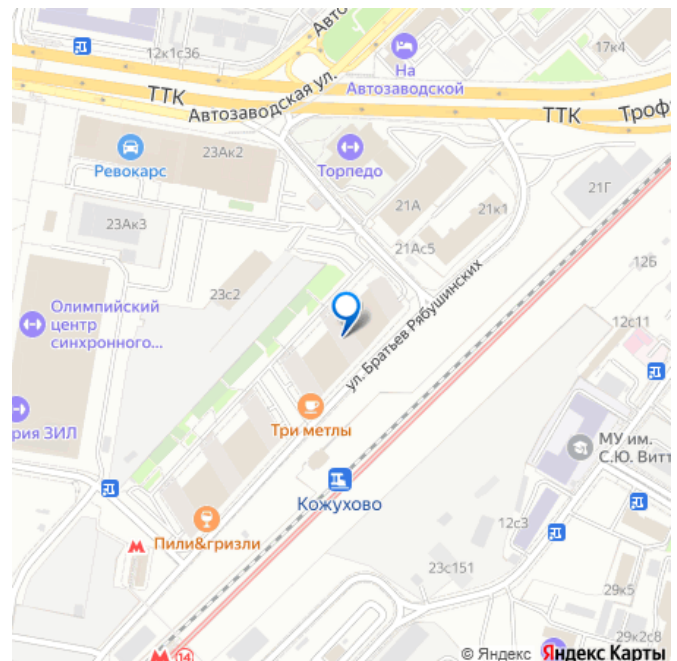 Авто
12к1с36
17к4
На
Автозаводской
ТТК
Автозаводская ул.
ТТК
Троф
23Ак2
Ревокарс
Торпедо
21Г
21А
21к1
23Ак3
21Ас5
12Б
23с2
Олимпийский
центр
синхронного...
ул. Братьев Рябушинских
12с11
Три метлы
рия ЗИЛ
МУ им.
С.Ю. Витт
Кожухово
12с3
Пили&гризли
23с151
29к5
29к2с8
14
© Яндекс Яндекс Карты